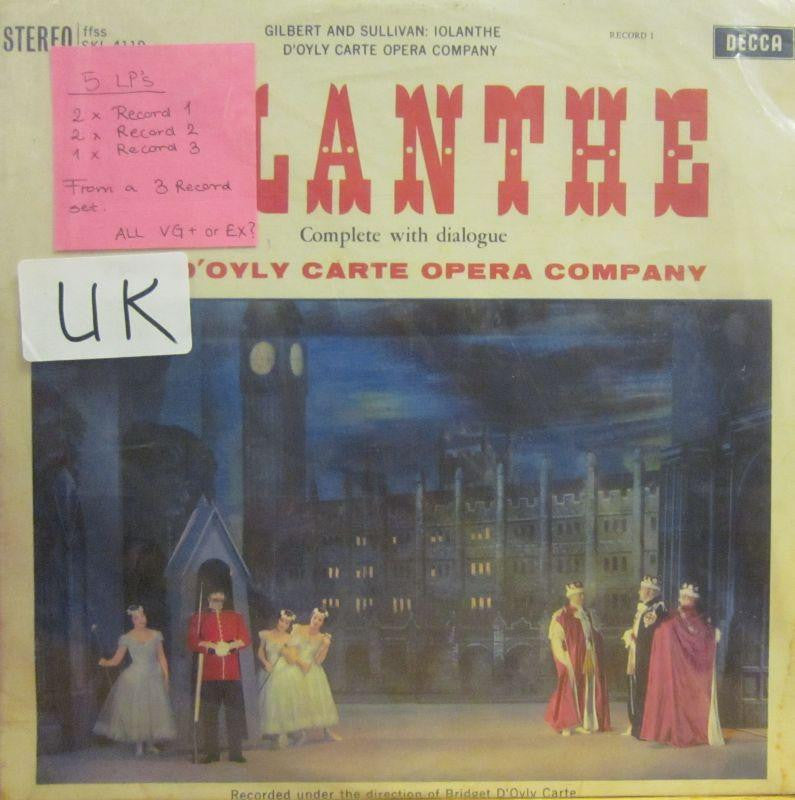 STEREO ffss
GILBERT AND SULLIVAN: IOLANTHE
D'OYLY CARTE OPERA COMPANY
RECORD 1
DECCA
5 LP's
2 x Record 1
2 x Record 2
1 x Record 3
From a 3 Record
set.
ALL VG+ or EX?
LANTHE
Complete with dialogue
D'OYLY CARTE OPERA COMPANY
UK
Recorded under the direction of Bridget D'Oyly Carte